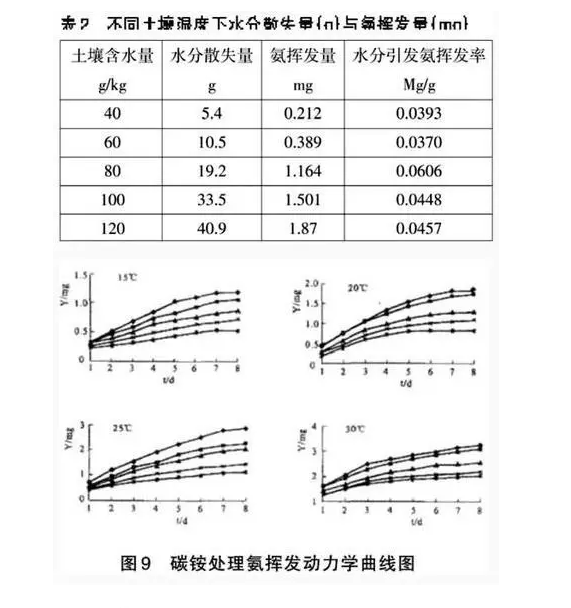 表2 不同土壤湿度下水分散失量(g)与氨挥发量(mg)
土壤含水量 水分散失量 氨挥发量 水分引发氨挥发率
g/kg g mg Mg/g
40 5.4 0.212 0.0393
60 10.5 0.389 0.0370
80 19.2 1.164 0.0606
100 33.5 1.501 0.0448
120 40.9 1.87 0.0457
1.5 15℃
1.0
0.5
0
Y/mg
1 2 3 4 5 6 7 8
t/d
2.0 20℃
1.5
1.0
0.5
0
Y/mg
1 2 3 4 5 6 7 8
t/d
3 25℃
2
1
0
Y/mg
1 2 3 4 5 6 7 8
t/d
4 30℃
3
2
1
Y/mg
1 2 3 4 5 6 7 8
t/d
图9 碳铵处理氨挥发动力学曲线图